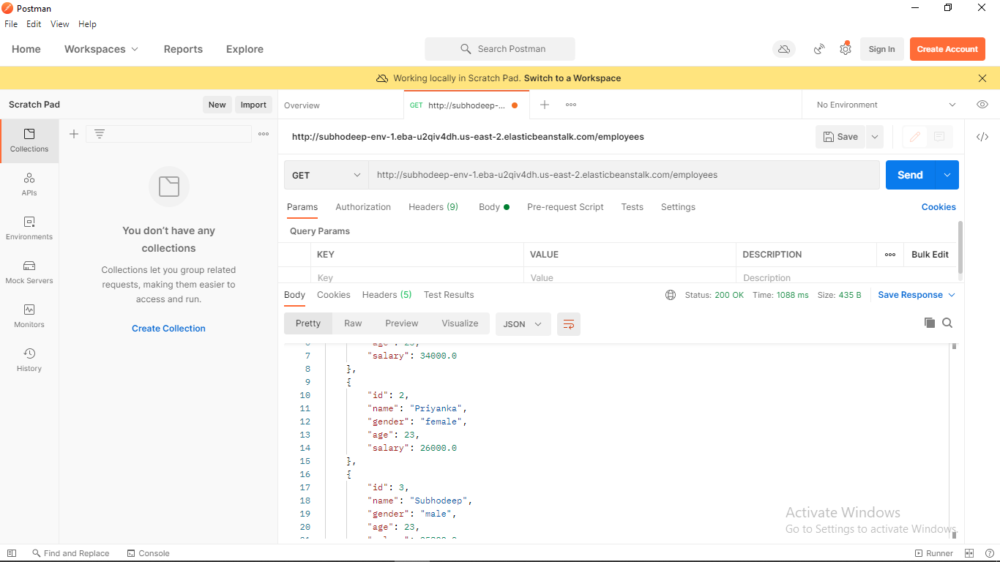 Postman
File Edit View Help
Home Workspaces Reports Explore Search Postman Sign In Create Account
Working locally in Scratch Pad. Switch to a Workspace
Scratch Pad New Import Overview GET http://subhodeep-... No Environment
Collections
APIs
Environments
Mock Servers
Monitors
History
You don't have any
collections
Collections let you group related
requests, making them easier to
access and run.
Create Collection
http://subhodeep-env-1.eba-u2qiv4dh.us-east-2.elasticbeanstalk.com/employees Save
GET http://subhodeep-env-1.eba-u2qiv4dh.us-east-2.elasticbeanstalk.com/employees Send
Params Authorization Headers (9) Body Pre-request Script Tests Settings Cookies
Query Params
KEY VALUE DESCRIPTION Bulk Edit
Key Value Description
Body Cookies Headers (5) Test Results Status: 200 OK Time: 1088 ms Size: 435 B Save Response
Pretty Raw Preview Visualize JSON
7 "salary": 34000.0
8 },
9 {
10 "id": 2,
11 "name": "Priyanka",
12 "gender": "female",
13 "age": 23,
14 "salary": 26000.0
15 },
16 {
17 "id": 3,
18 "name": "Subhodeep",
19 "gender": "male",
20 "age": 23,
Activate Windows
Go to Settings to activate Windows.
Find and Replace Console Runner